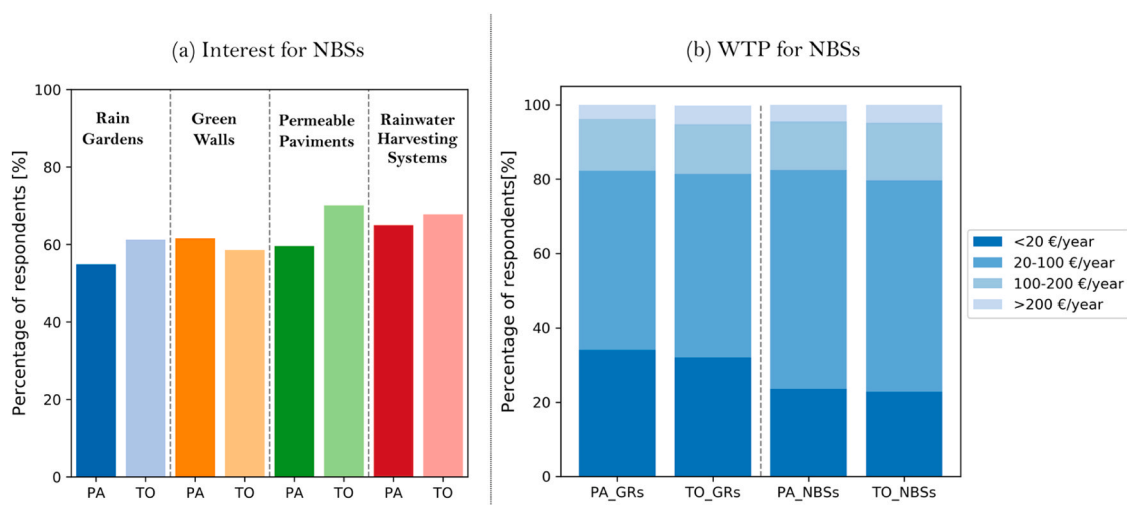 (a) Interest for NBSs
Percentage of respondents[%]
100
80
60
40
20
0
Rain
Gardens
Green
Walls
Permeable
Paviments
Rainwater
Harvesting
Systems
PA
TO
PA
TO
PA
TO
PA
TO
(b) WTP for NBSs
Percentage of respondents[%]
100
80
60
40
20
0
PA_GRs
TO_GRs
PA_NBSs
TO_NBSs
<20 €/year
20-100 €/year
100-200 €/year
>200 €/year